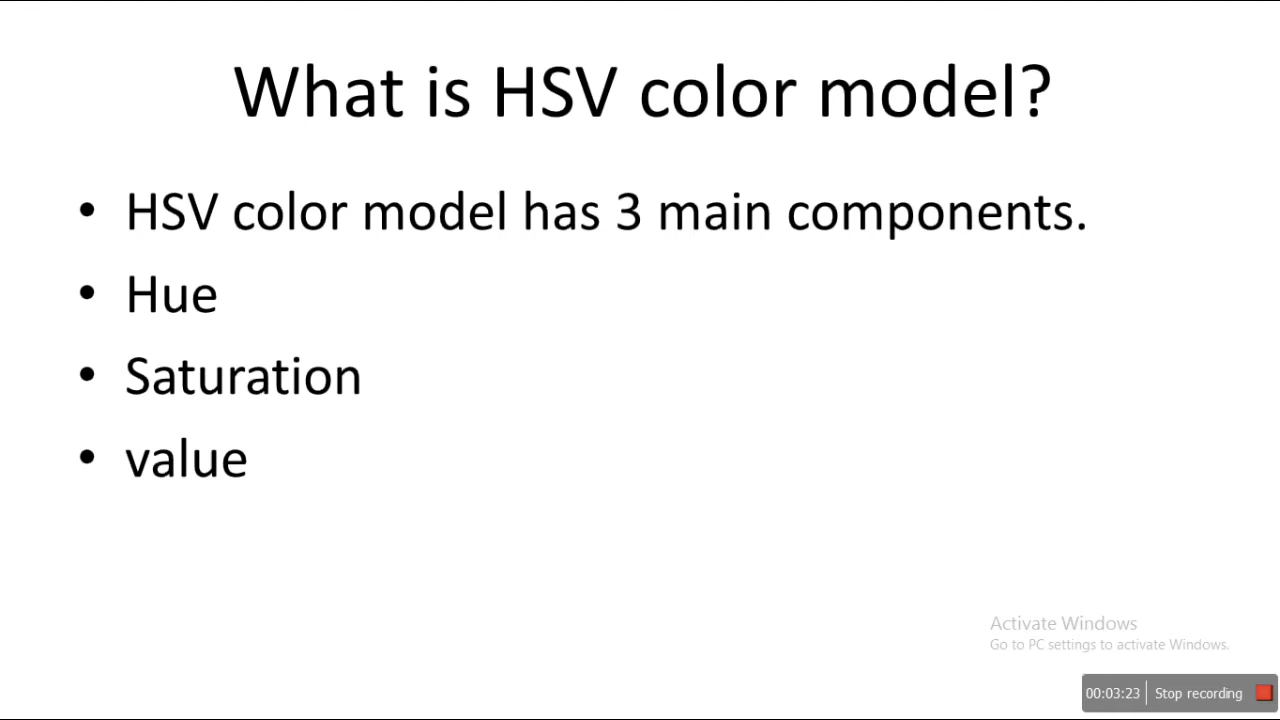 What is HSV color model?
• HSV color model has 3 main components.
• Hue
• Saturation
• value
Activate Windows
Go to PC settings to activate Windows.
00:03:23 Stop recording